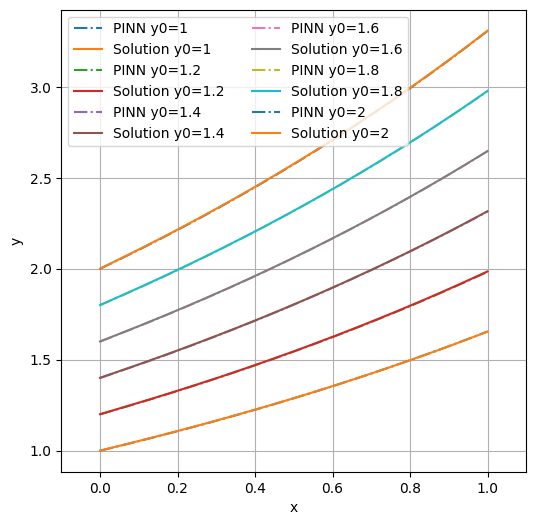 PINN y0=1
Solution y0=1
PINN y0=1.2
Solution y0=1.2
PINN y0=1.4
Solution y0=1.4
PINN y0=1.6
Solution y0=1.6
PINN y0=1.8
Solution y0=1.8
PINN y0=2
Solution y0=2
3.0
2.5
2.0
1.5
1.0
y
0.0 0.2 0.4 0.6 0.8 1.0
x